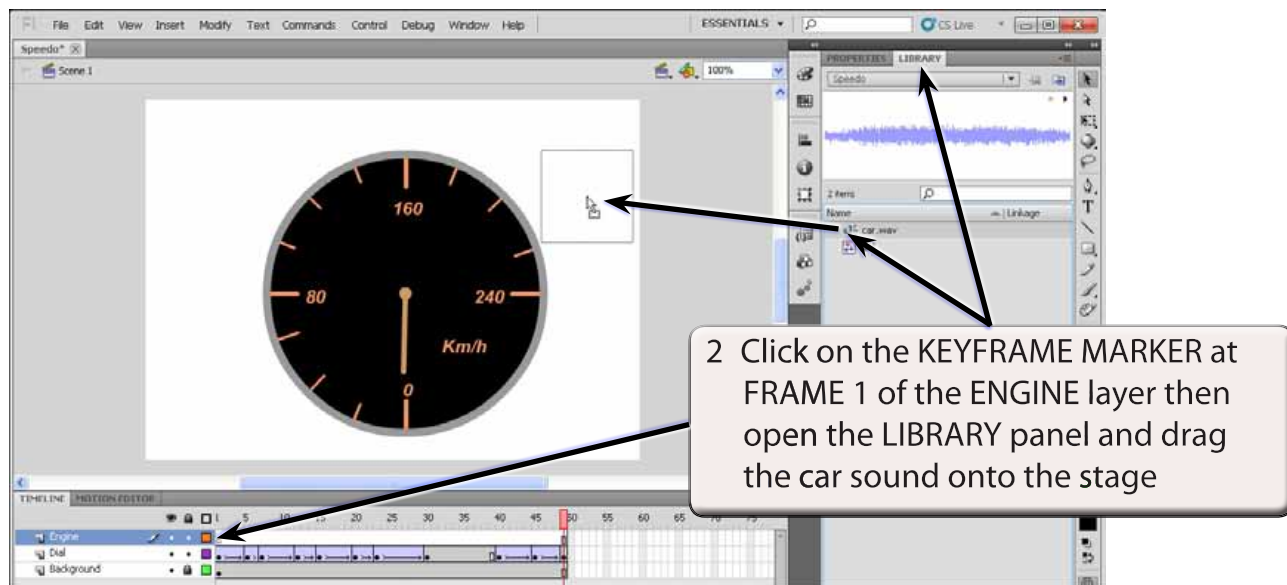 Fl File Edit View Insert Modify Text Commands Control Debug Window Help ESSENTIALS CS Live
Speedo*
Scene 1 100%
PROPERTIES LIBRARY
Speedo
2 items
Name Linkage
car.wav
160
80 240
Km/h
0
2 Click on the KEYFRAME MARKER at
FRAME 1 of the ENGINE layer then
open the LIBRARY panel and drag
the car sound onto the stage
TIMELINE MOTION EDITOR
1 5 10 15 20 25 30 35 40 45 50 55 60 65 70 75
Engine
Dial
Background